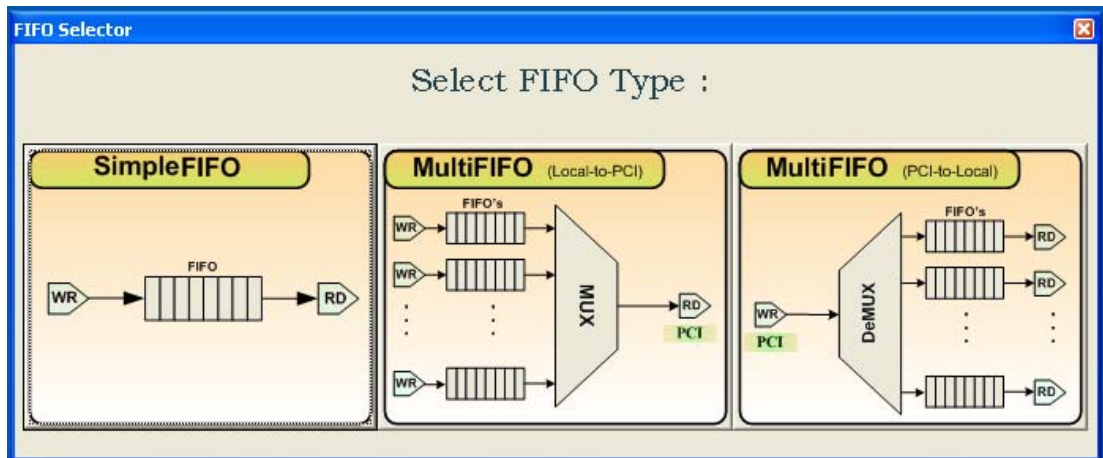 FIFO Selector
Select FIFO Type :
SimpleFIFO
FIFO
WR
RD
MultiFIFO (Local-to-PCI)
FIFO's
WR
WR
WR
MUX
RD
PCI
MultiFIFO (PCI-to-Local)
FIFO's
WR
PCI
DeMUX
RD
RD
RD